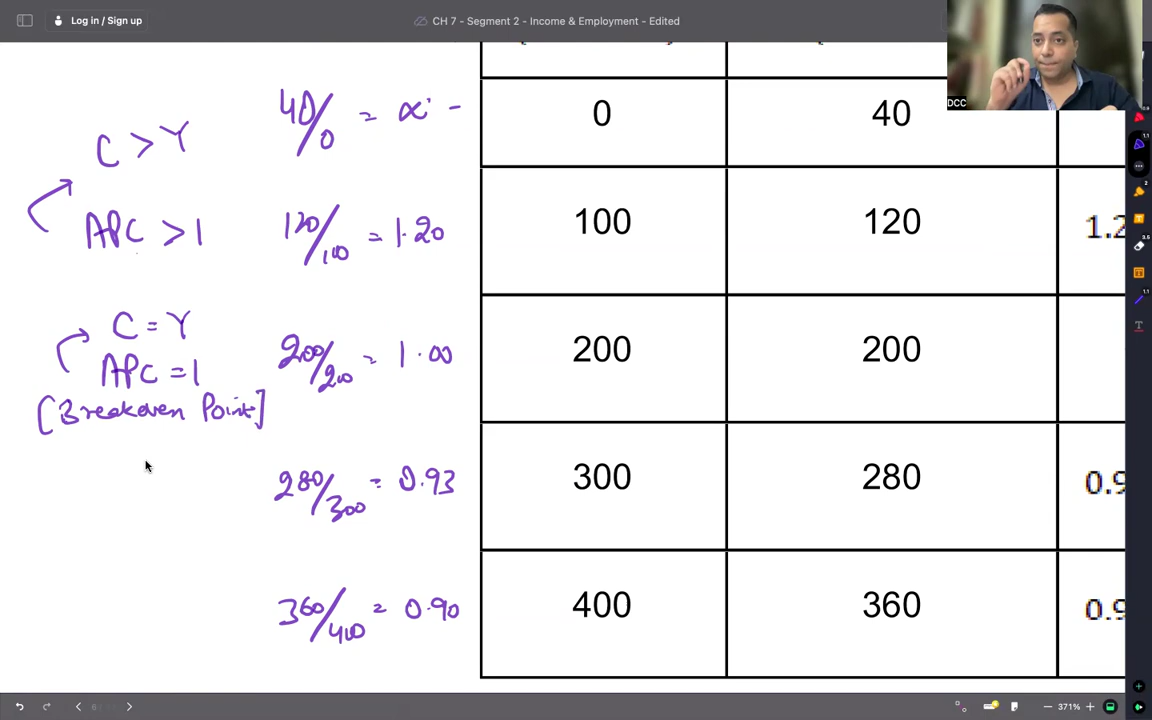 Log in / Sign up
CH 7 - Segment 2 - Income & Employment - Edited
DCC
40/0 = ∝ -
0
40
C > Y
APC > 1
120/100 = 1.20
100
120
1.2
C = Y
APC = 1
[Breakeven Point]
200/200 = 1.00
200
200
280/300 = 0.93
300
280
0.9
360/400 = 0.90
400
360
0.9
371%